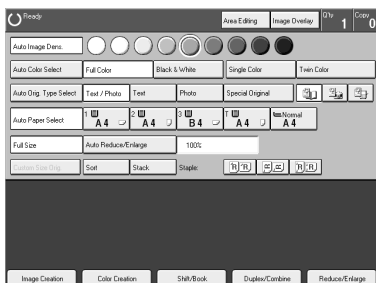 Ready Area Editing Image Overlay Q'ty 1 Copy 0
Auto Image Dens.
Auto Color Select Full Color Black & White Single Color Twin Color
Auto Orig. Type Select Text / Photo Text Photo Special Original
Auto Paper Select 1 A4 2 A4 3 B4 T A4 Normal A4
Full Size Auto Reduce/Enlarge 100%
Custom Size Orig. Sort Stack Staple:
Image Creation Color Creation Shift/Book Duplex/Combine Reduce/Enlarge